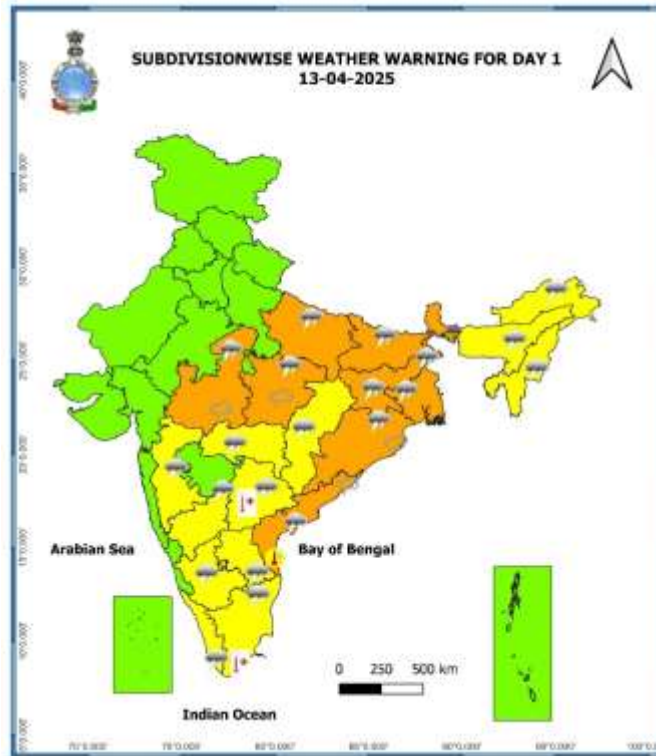 SUBDIVISIONWISE WEATHER WARNING FOR DAY 1
13-04-2025
Arabian Sea
Bay of Bengal
0 250 500 km
Indian Ocean